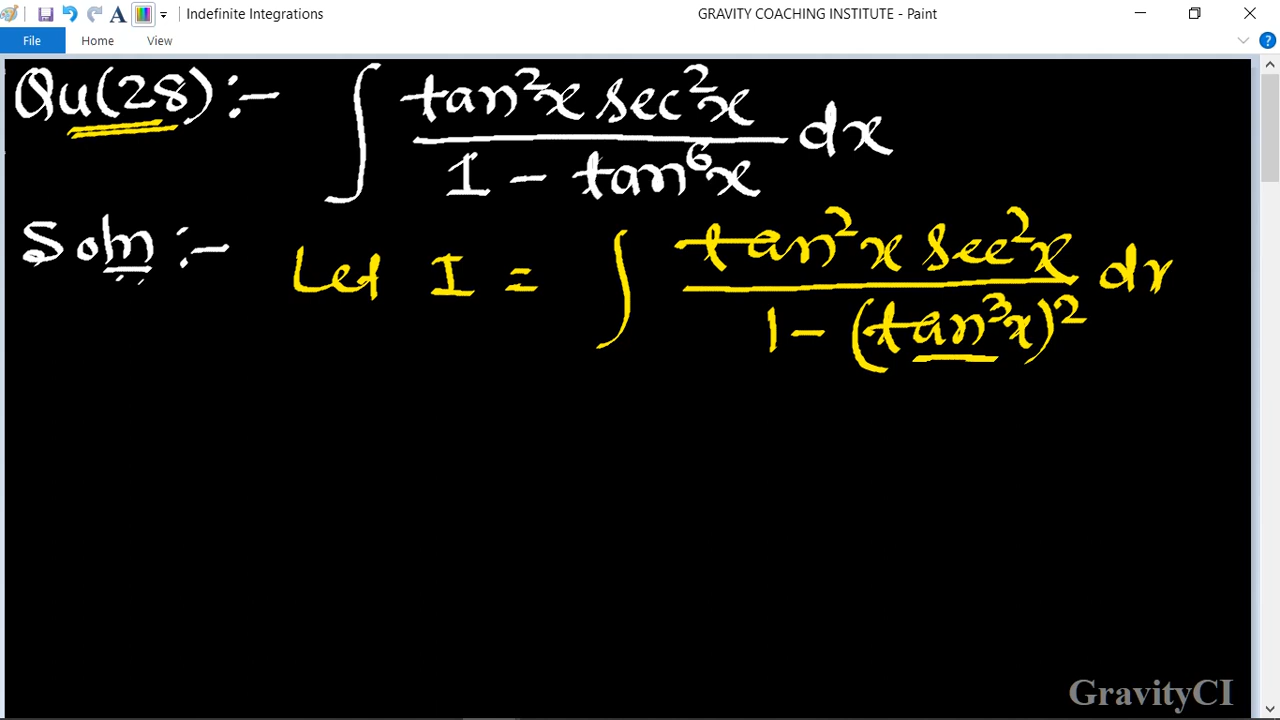 Indefinite Integrations
GRAVITY COACHING INSTITUTE - Paint
File Home View
Qu(28):- ∫ tan²x sec²x / 1 - tan⁶x dx
Soln:- Let I = ∫ tan²x sec²x / 1 - (tan³x)² dx
GravityCI